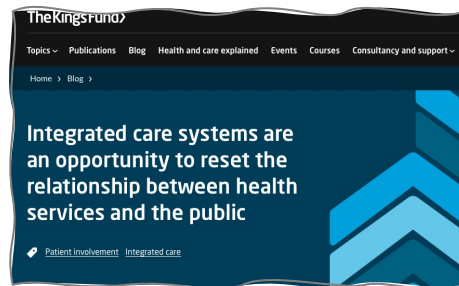 TheKingsFund>
Topics Publications Blog Health and care explained Events Courses Consultancy and support
Home > Blog >
Integrated care systems are
an opportunity to reset the
relationship between health
services and the public
Patient involvement Integrated care